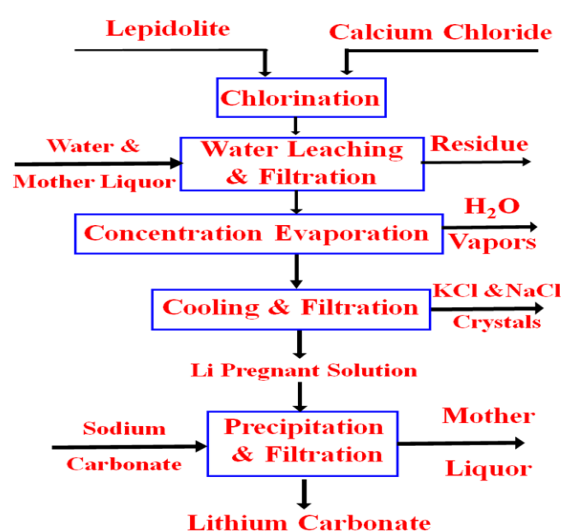 Lepidolite
Calcium Chloride
Chlorination
Water &
Mother Liquor
Water Leaching
& Filtration
Residue
Concentration Evaporation
H₂O
Vapors
Cooling & Filtration
KCl &NaCl
Crystals
Li Pregnant Solution
Sodium
Carbonate
Precipitation
& Filtration
Mother
Liquor
Lithium Carbonate